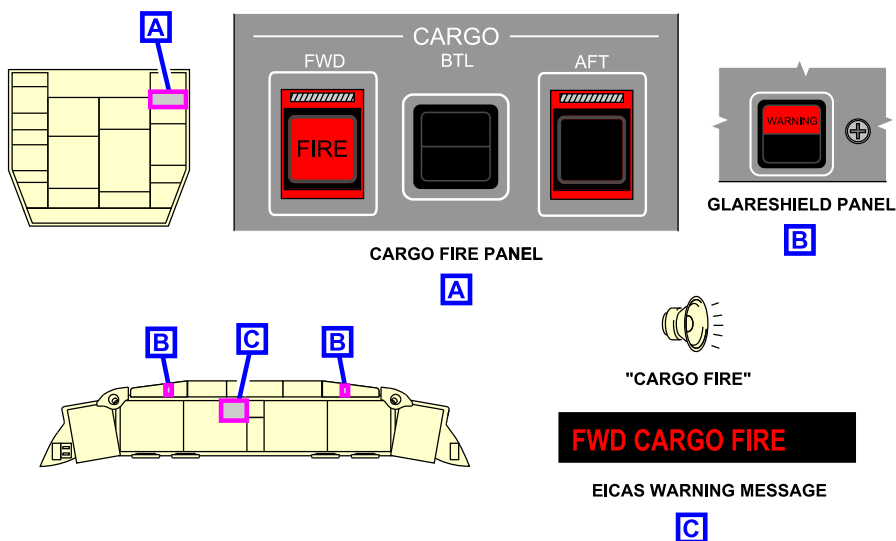 A
CARGO
FWD
BTL
AFT
FIRE
WARNING
CARGO FIRE PANEL
A
GLARESHIELD PANEL
B
B
C
B
"CARGO FIRE"
FWD CARGO FIRE
EICAS WARNING MESSAGE
C